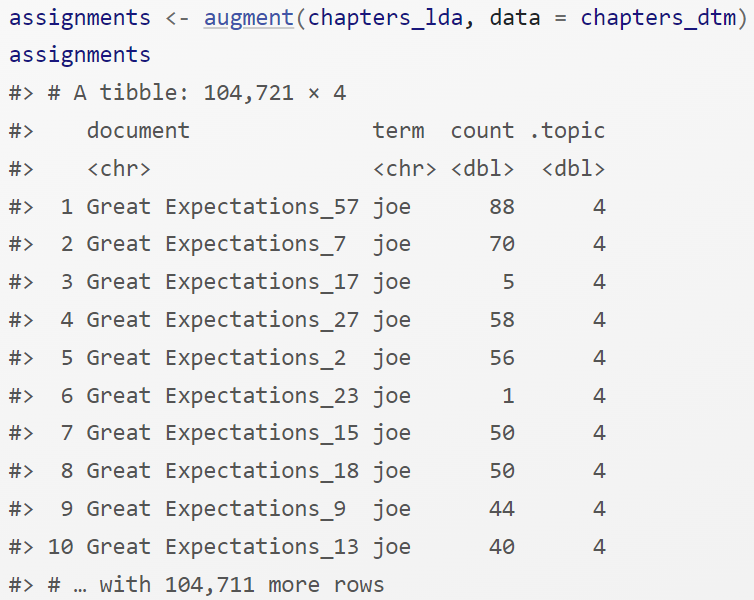 assignments <- augment(chapters_lda, data = chapters_dtm)
assignments
#> # A tibble: 104,721 × 4
#>    document              term  count .topic
#>    <chr>                 <chr> <dbl>  <dbl>
#>  1 Great Expectations_57 joe      88      4
#>  2 Great Expectations_7  joe      70      4
#>  3 Great Expectations_17 joe       5      4
#>  4 Great Expectations_27 joe      58      4
#>  5 Great Expectations_2  joe      56      4
#>  6 Great Expectations_23 joe       1      4
#>  7 Great Expectations_15 joe      50      4
#>  8 Great Expectations_18 joe      50      4
#>  9 Great Expectations_9  joe      44      4
#> 10 Great Expectations_13 joe      40      4
#> # … with 104,711 more rows